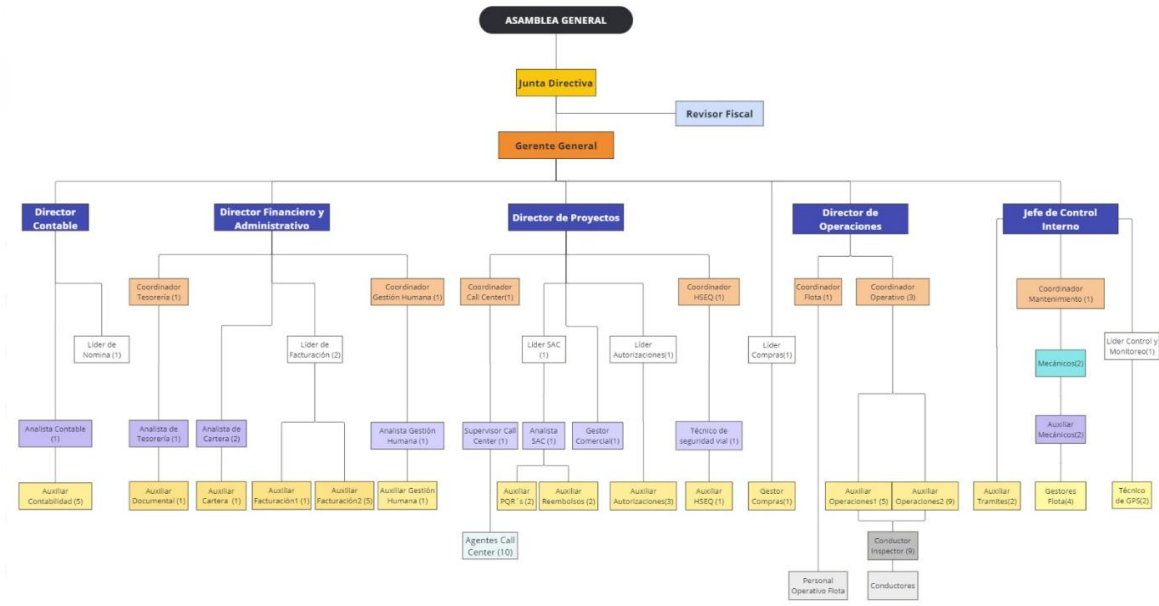 ASAMBLEA GENERAL
Junta Directiva
Revisor Fiscal
Gerente General
Director
Contable
Director Financiero y
Administrativo
Director de Proyectos
Director de
Operaciones
Jefe de Control
Interno
Coordinador
Tesorería (1)
Coordinador
Gestión Humana (1)
Coordinador
Call Center(1)
Coordinador
HSEQ (1)
Coordinador
Flota (1)
Coordinador
Operativo (3)
Coordinador
Mantenimiento (1)
Líder de
Nomina (1)
Líder de
Facturación (2)
Líder SAC
(1)
Líder
Autorizaciones(1)
Líder
Compras(1)
Líder Control y
Monitoreo(1)
Mecánicos(2)
Analista Contable
(1)
Analista de
Tesorería (1)
Analista de
Cartera (2)
Analista Gestión
Humana (1)
Supervisor Call
Center (1)
Analista
SAC (1)
Gestor
Comercial(1)
Técnico de
seguridad vial (1)
Auxiliar
Mecánicos(2)
Auxiliar
Contabilidad (5)
Auxiliar
Documental (1)
Auxiliar
Cartera (1)
Auxiliar
Facturación1 (1)
Auxiliar
Facturación2 (5)
Auxiliar Gestión
Humana (1)
Auxiliar
PQR´s (2)
Auxiliar
Reembolsos (2)
Auxiliar
Autorizaciones(3)
Auxiliar
HSEQ (1)
Gestor
Compras(1)
Auxiliar
Operaciones1 (5)
Auxiliar
Operaciones2 (9)
Auxiliar
Tramites(2)
Gestores
Flota(4)
Técnico
de GPS(2)
Agentes Call
Center (10)
Conductor
Inspector (9)
Personal
Operativo Flota
Conductores